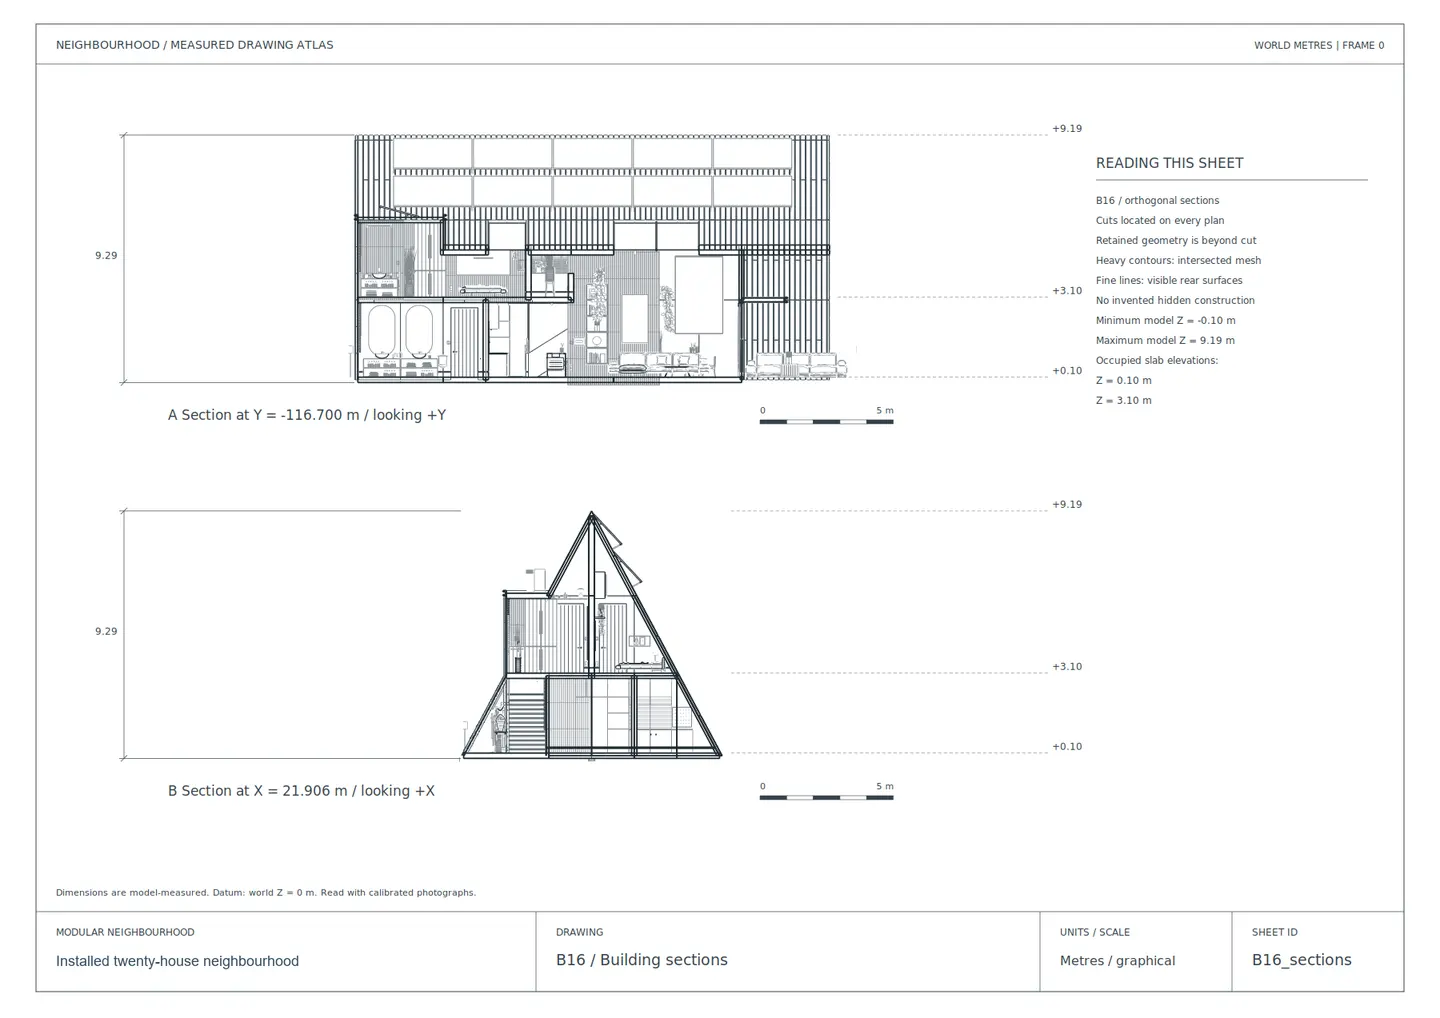 NEIGHBOURHOOD / MEASURED DRAWING ATLAS
WORLD METRES | FRAME 0
+9.19
9.29
+3.10
+0.10
A Section at Y = -116.700 m / looking +Y
0
5 m
READING THIS SHEET
B16 / orthogonal sections
Cuts located on every plan
Retained geometry is beyond cut
Heavy contours: intersected mesh
Fine lines: visible rear surfaces
No invented hidden construction
Minimum model Z = -0.10 m
Maximum model Z = 9.19 m
Occupied slab elevations:
Z = 0.10 m
Z = 3.10 m
+9.19
9.29
+3.10
+0.10
B Section at X = 21.906 m / looking +X
0
5 m
Dimensions are model-measured. Datum: world Z = 0 m. Read with calibrated photographs.
MODULAR NEIGHBOURHOOD
Installed twenty-house neighbourhood
DRAWING
B16 / Building sections
UNITS / SCALE
Metres / graphical
SHEET ID
B16_sections